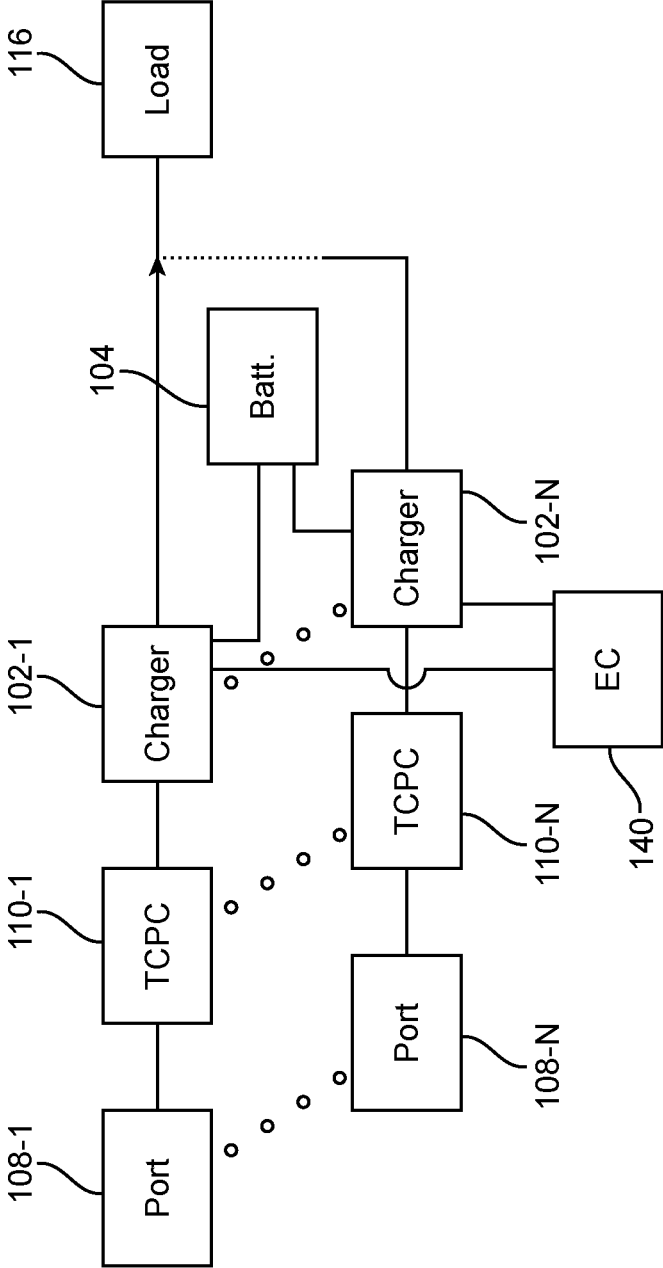 108-1
110-1
102-1
116
Port
TCPC
Charger
Load
104
Batt.
Port
TCPC
Charger
108-N
110-N
102-N
EC
140